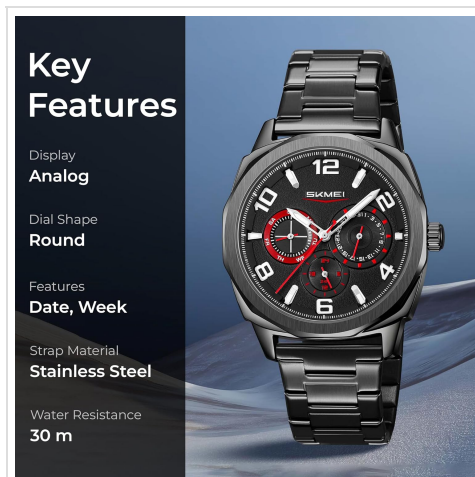 Key
Features
Display
Analog
Dial Shape
Round
Features
Date, Week
Strap Material
Stainless Steel
Water Resistance
30 m
12
SKMEI
10
2
8
4
6